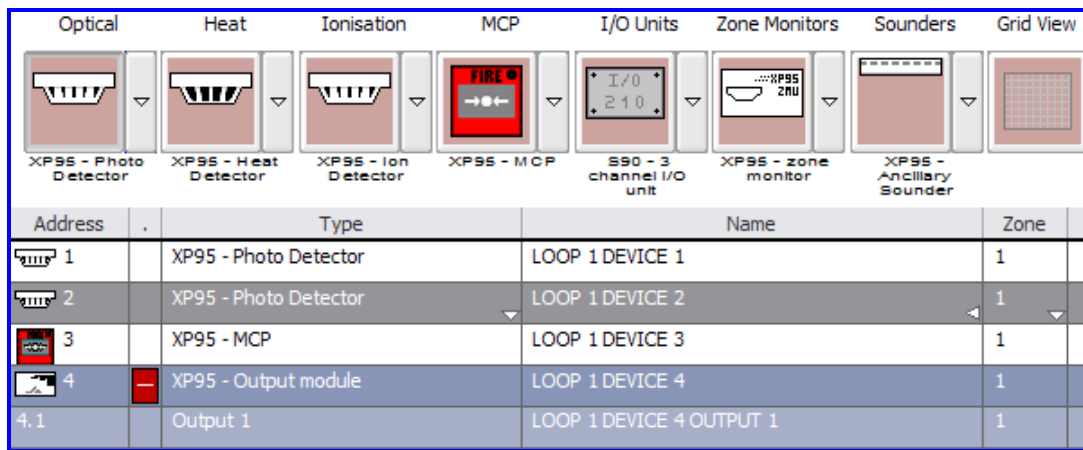 Optical Heat Ionisation MCP I/O Units Zone Monitors Sounders Grid View
FIRE
I/O
210
XP95
ZMU
XP95 - Photo Detector
XP95 - Heat Detector
XP95 - Ion Detector
XP95 - MCP
S90 - 3 channel I/O unit
XP95 - zone monitor
XP95 - Ancillary Sounder
Address . Type Name Zone
1 XP95 - Photo Detector LOOP 1 DEVICE 1 1
2 XP95 - Photo Detector LOOP 1 DEVICE 2 1
3 XP95 - MCP LOOP 1 DEVICE 3 1
4 XP95 - Output module LOOP 1 DEVICE 4 1
4.1 Output 1 LOOP 1 DEVICE 4 OUTPUT 1 1